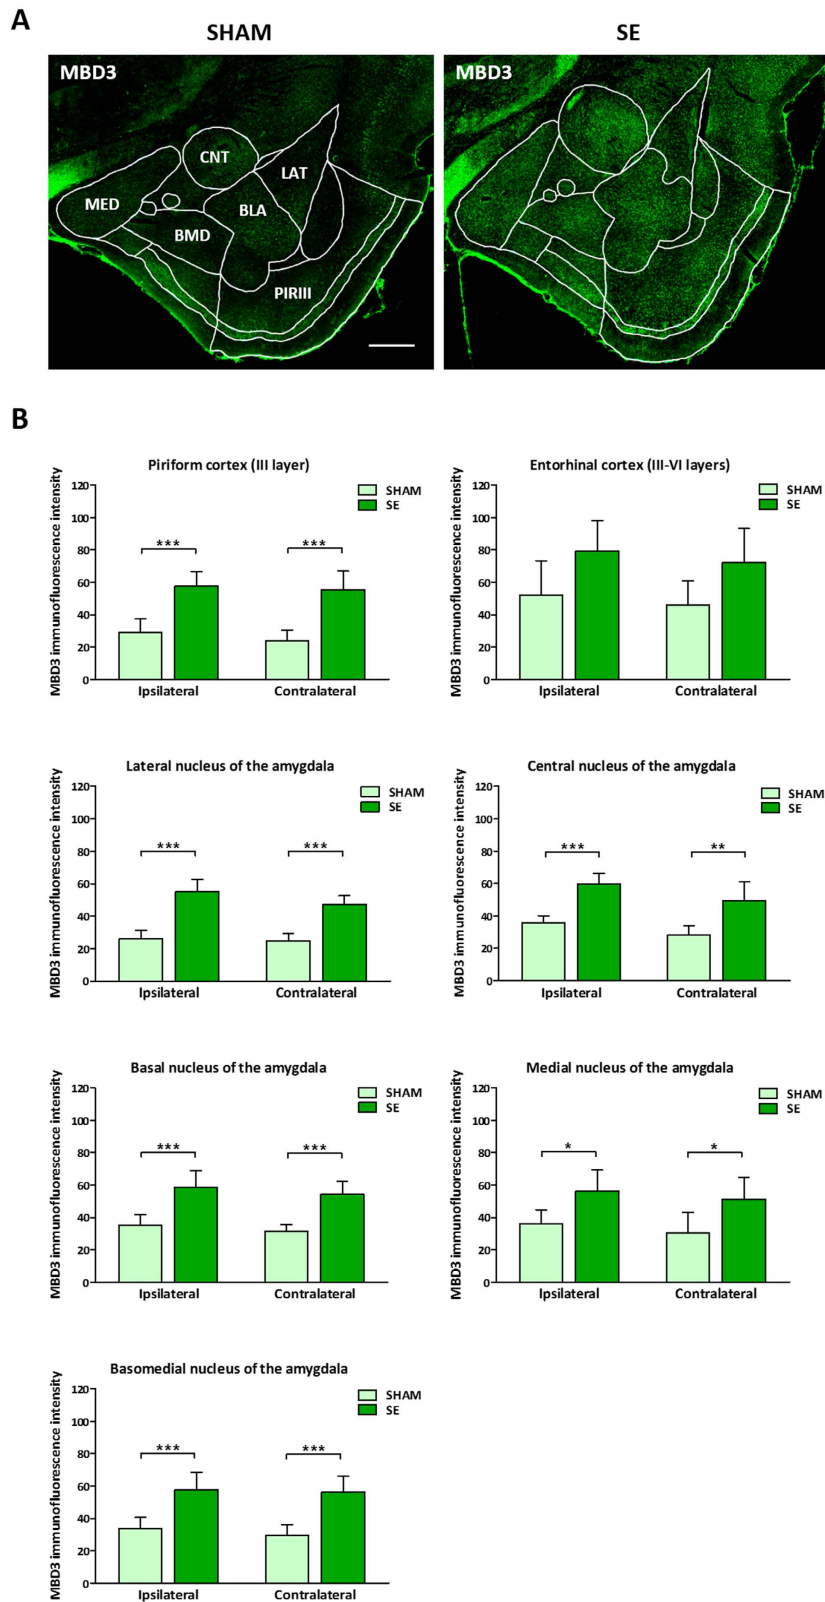 A
SHAM
SE
MBD3
MBD3
CNT
LAT
MED
BLA
BMD
PIRIII
B
Piriform cortex (III layer)
MBD3 immunofluorescence intensity
120
100
80
60
40
20
0
SHAM
SE
***
***
Ipsilateral
Contralateral
Entorhinal cortex (III-VI layers)
MBD3 immunofluorescence intensity
120
100
80
60
40
20
0
SHAM
SE
Ipsilateral
Contralateral
Lateral nucleus of the amygdala
MBD3 immunofluorescence intensity
120
100
80
60
40
20
0
SHAM
SE
***
***
Ipsilateral
Contralateral
Central nucleus of the amygdala
MBD3 immunofluorescence intensity
120
100
80
60
40
20
0
SHAM
SE
***
**
Ipsilateral
Contralateral
Basal nucleus of the amygdala
MBD3 immunofluorescence intensity
120
100
80
60
40
20
0
SHAM
SE
***
***
Ipsilateral
Contralateral
Medial nucleus of the amygdala
MBD3 immunofluorescence intensity
120
100
80
60
40
20
0
SHAM
SE
*
*
Ipsilateral
Contralateral
Basomedial nucleus of the amygdala
MBD3 immunofluorescence intensity
120
100
80
60
40
20
0
SHAM
SE
***
***
Ipsilateral
Contralateral